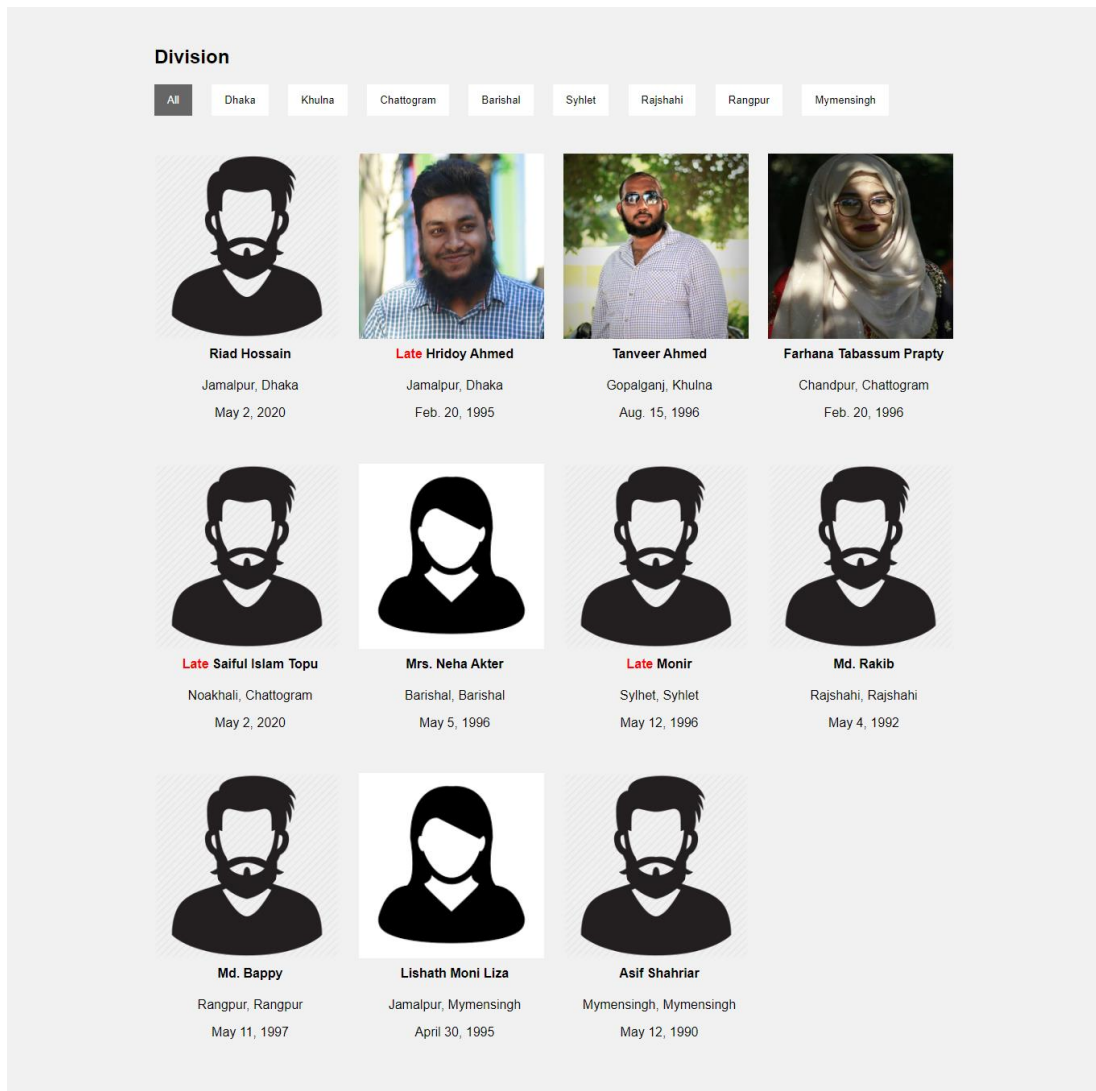 Division
All Dhaka Khulna Chattogram Barishal Syhlet Rajshahi Rangpur Mymensingh
Riad Hossain
Jamalpur, Dhaka
May 2, 2020
Late Hridoy Ahmed
Jamalpur, Dhaka
Feb. 20, 1995
Tanveer Ahmed
Gopalganj, Khulna
Aug. 15, 1996
Farhana Tabassum Prapty
Chandpur, Chattogram
Feb. 20, 1996
Late Saiful Islam Topu
Noakhali, Chattogram
May 2, 2020
Mrs. Neha Akter
Barishal, Barishal
May 5, 1996
Late Monir
Sylhet, Syhlet
May 12, 1996
Md. Rakib
Rajshahi, Rajshahi
May 4, 1992
Md. Bappy
Rangpur, Rangpur
May 11, 1997
Lishath Moni Liza
Jamalpur, Mymensingh
April 30, 1995
Asif Shahriar
Mymensingh, Mymensingh
May 12, 1990